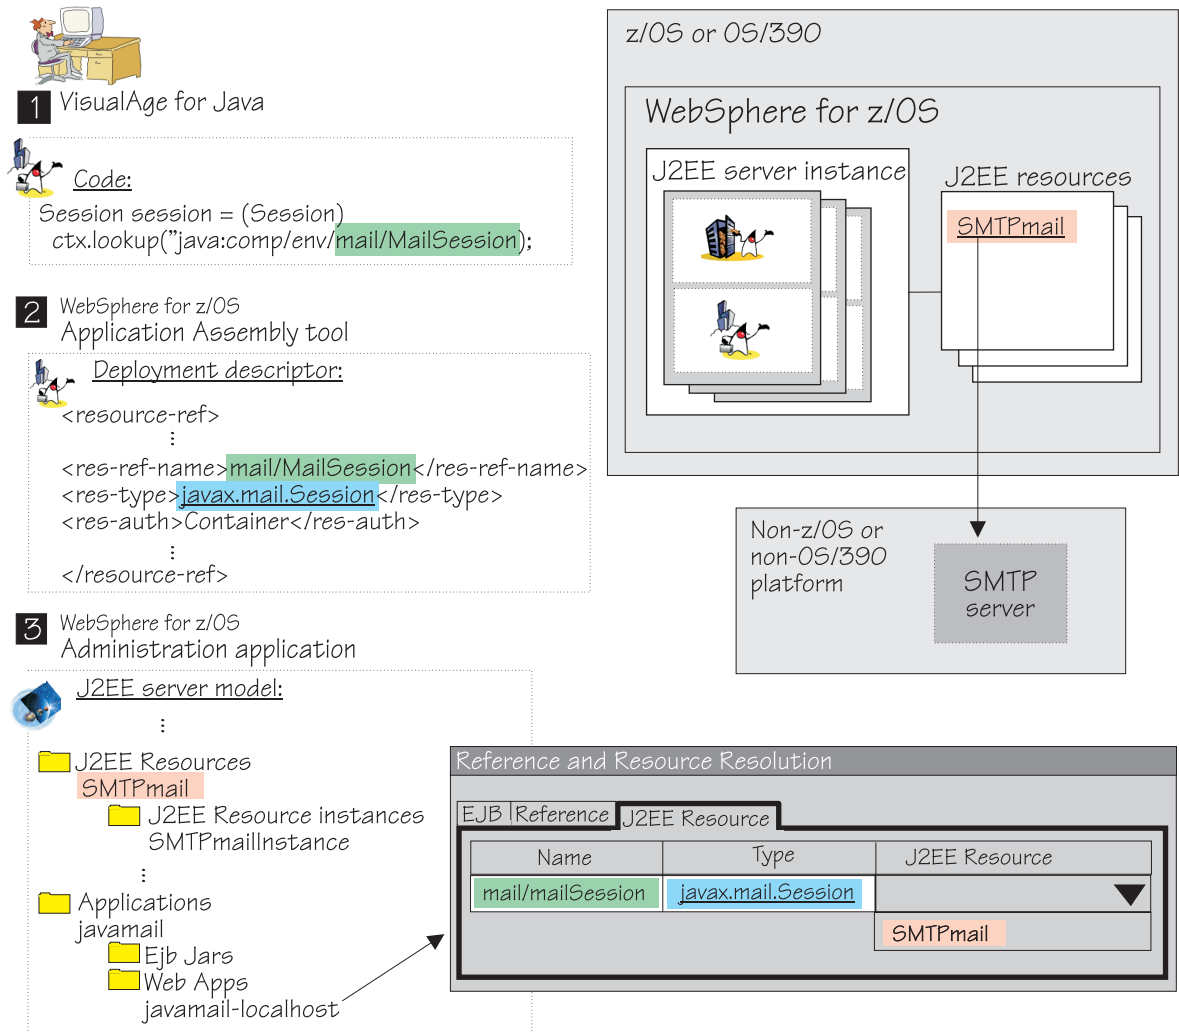 1 VisualAge for Java
Code:
Session session = (Session)
ctx.lookup("java:comp/env/mail/MailSession);
2 WebSphere for z/OS
Application Assembly tool
Deployment descriptor:
<resource-ref>
⋮
<res-ref-name>mail/MailSession</res-ref-name>
<res-type>javax.mail.Session</res-type>
<res-auth>Container</res-auth>
⋮
</resource-ref>
3 WebSphere for z/OS
Administration application
J2EE server model:
⋮
J2EE Resources
SMTPmail
J2EE Resource instances
SMTPmailInstance
⋮
Applications
javamail
Ejb Jars
Web Apps
javamail-localhost
z/OS or OS/390
WebSphere for z/OS
J2EE server instance
J2EE resources
SMTPmail
Non-z/OS or
non-OS/390
platform
SMTP
server
Reference and Resource Resolution
EJB Reference J2EE Resource
Name Type J2EE Resource
mail/mailSession javax.mail.Session
SMTPmail